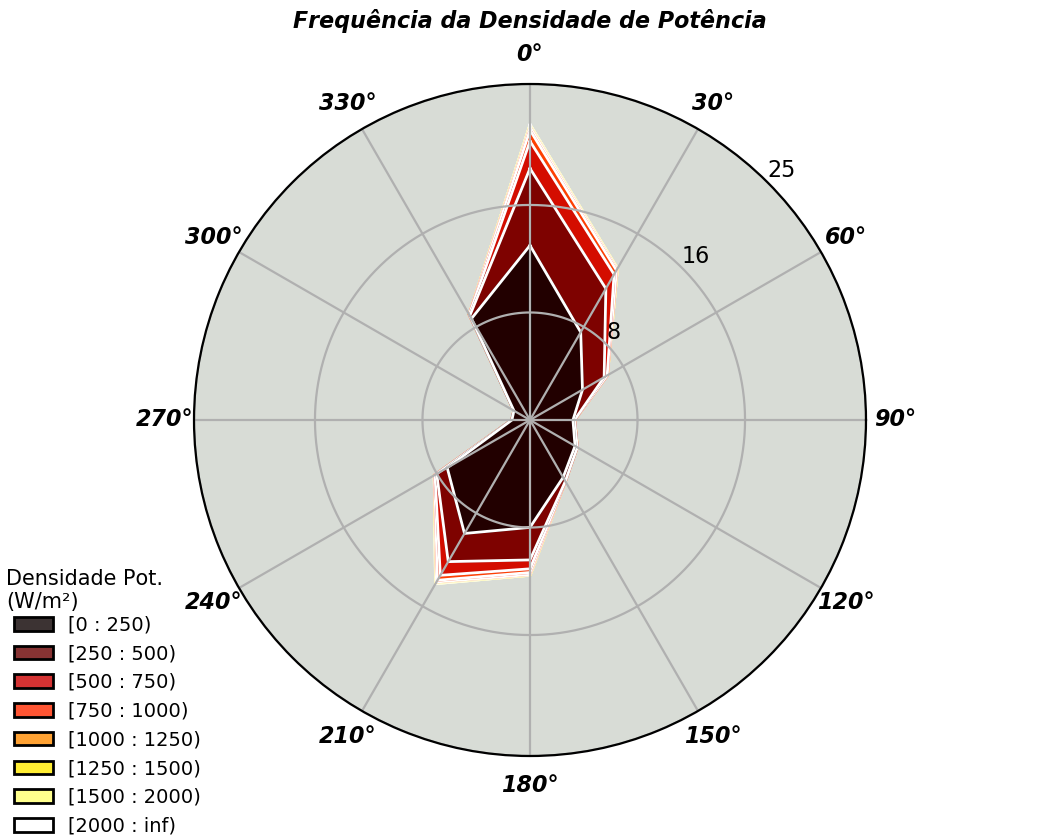 Frequência da Densidade de Potência
0°
330°
30°
25
300°
60°
16
8
270°
90°
Densidade Pot.
(W/m²)
240°
120°
[0 : 250)
[250 : 500)
[500 : 750)
[750 : 1000)
210°
150°
[1000 : 1250)
[1250 : 1500)
180°
[1500 : 2000)
[2000 : inf)